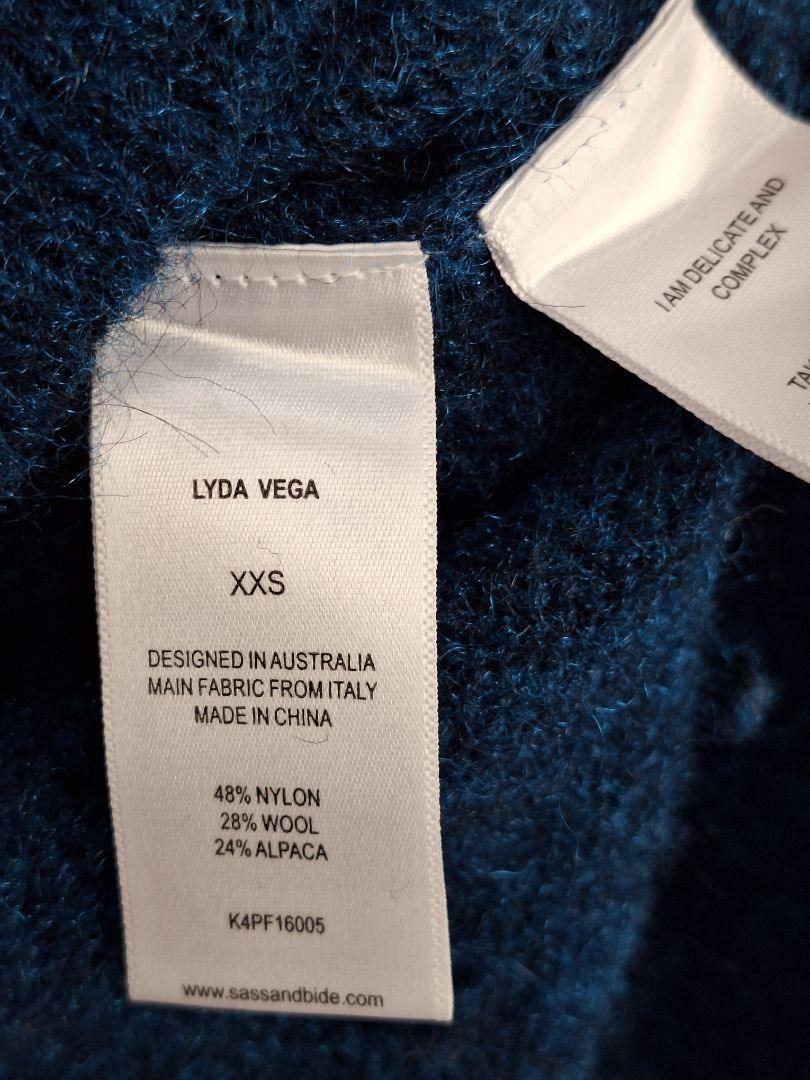 LYDA VEGA
XXS
DESIGNED IN AUSTRALIA
MAIN FABRIC FROM ITALY
MADE IN CHINA
48% NYLON
28% WOOL
24% ALPACA
K4PF16005
www.sassandbide.com
I AM DELICATE AND
COMPLEX